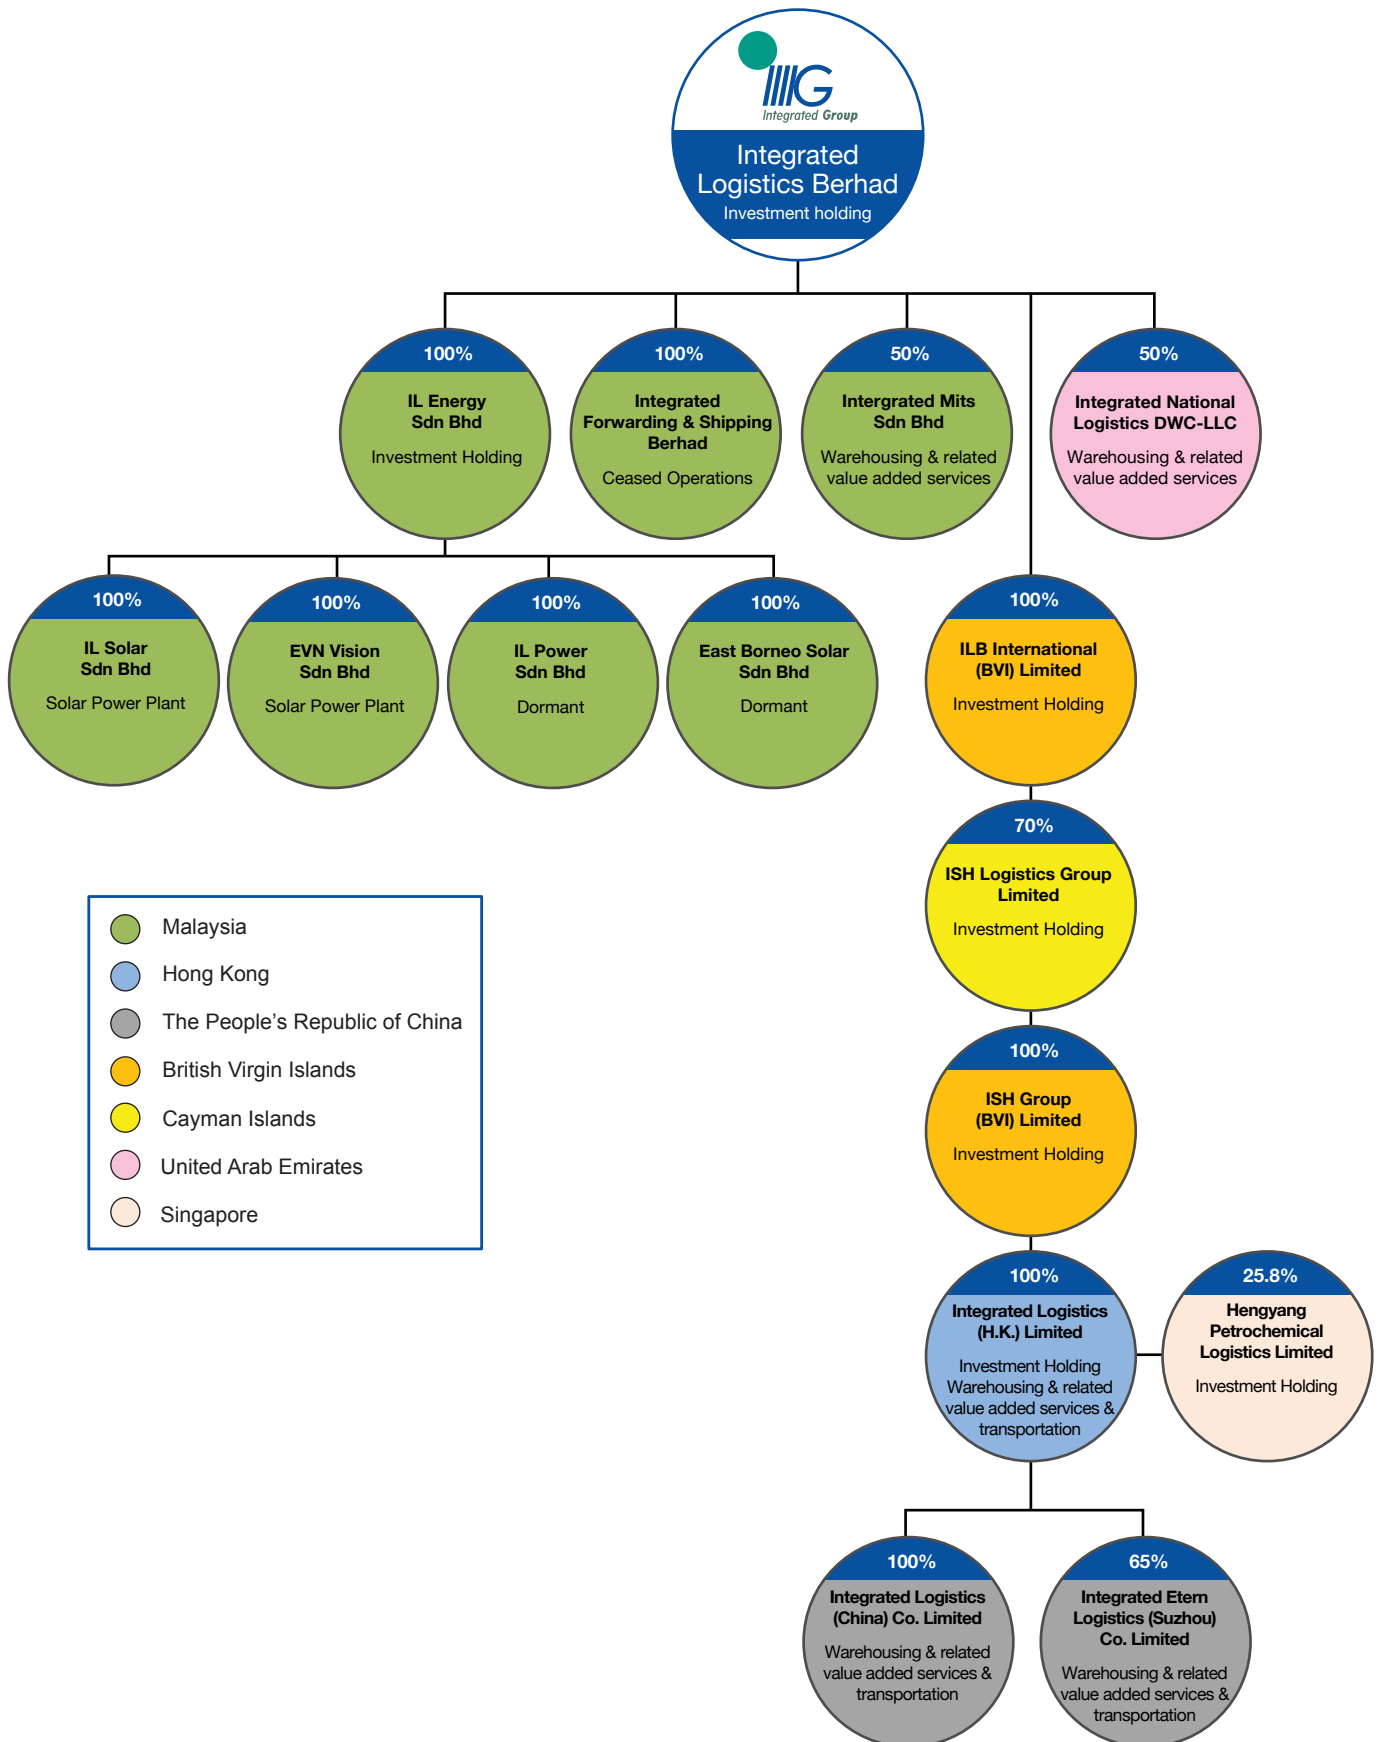 IIIIG
Integrated Group
Integrated
Logistics Berhad
Investment holding
100%
IL Energy
Sdn Bhd
Investment Holding
100%
Integrated
Forwarding & Shipping
Berhad
Ceased Operations
50%
Intergrated Mits
Sdn Bhd
Warehousing & related
value added services
50%
Integrated National
Logistics DWC-LLC
Warehousing & related
value added services
100%
IL Solar
Sdn Bhd
Solar Power Plant
100%
EVN Vision
Sdn Bhd
Solar Power Plant
100%
IL Power
Sdn Bhd
Dormant
100%
East Borneo Solar
Sdn Bhd
Dormant
100%
ILB International
(BVI) Limited
Investment Holding
70%
ISH Logistics Group
Limited
Investment Holding
Malaysia
Hong Kong
The People’s Republic of China
British Virgin Islands
Cayman Islands
United Arab Emirates
Singapore
100%
ISH Group
(BVI) Limited
Investment Holding
100%
Integrated Logistics
(H.K.) Limited
Investment Holding
Warehousing & related
value added services &
transportation
25.8%
Hengyang
Petrochemical
Logistics Limited
Investment Holding
100%
Integrated Logistics
(China) Co. Limited
Warehousing & related
value added services &
transportation
65%
Integrated Etern
Logistics (Suzhou)
Co. Limited
Warehousing & related
value added services &
transportation